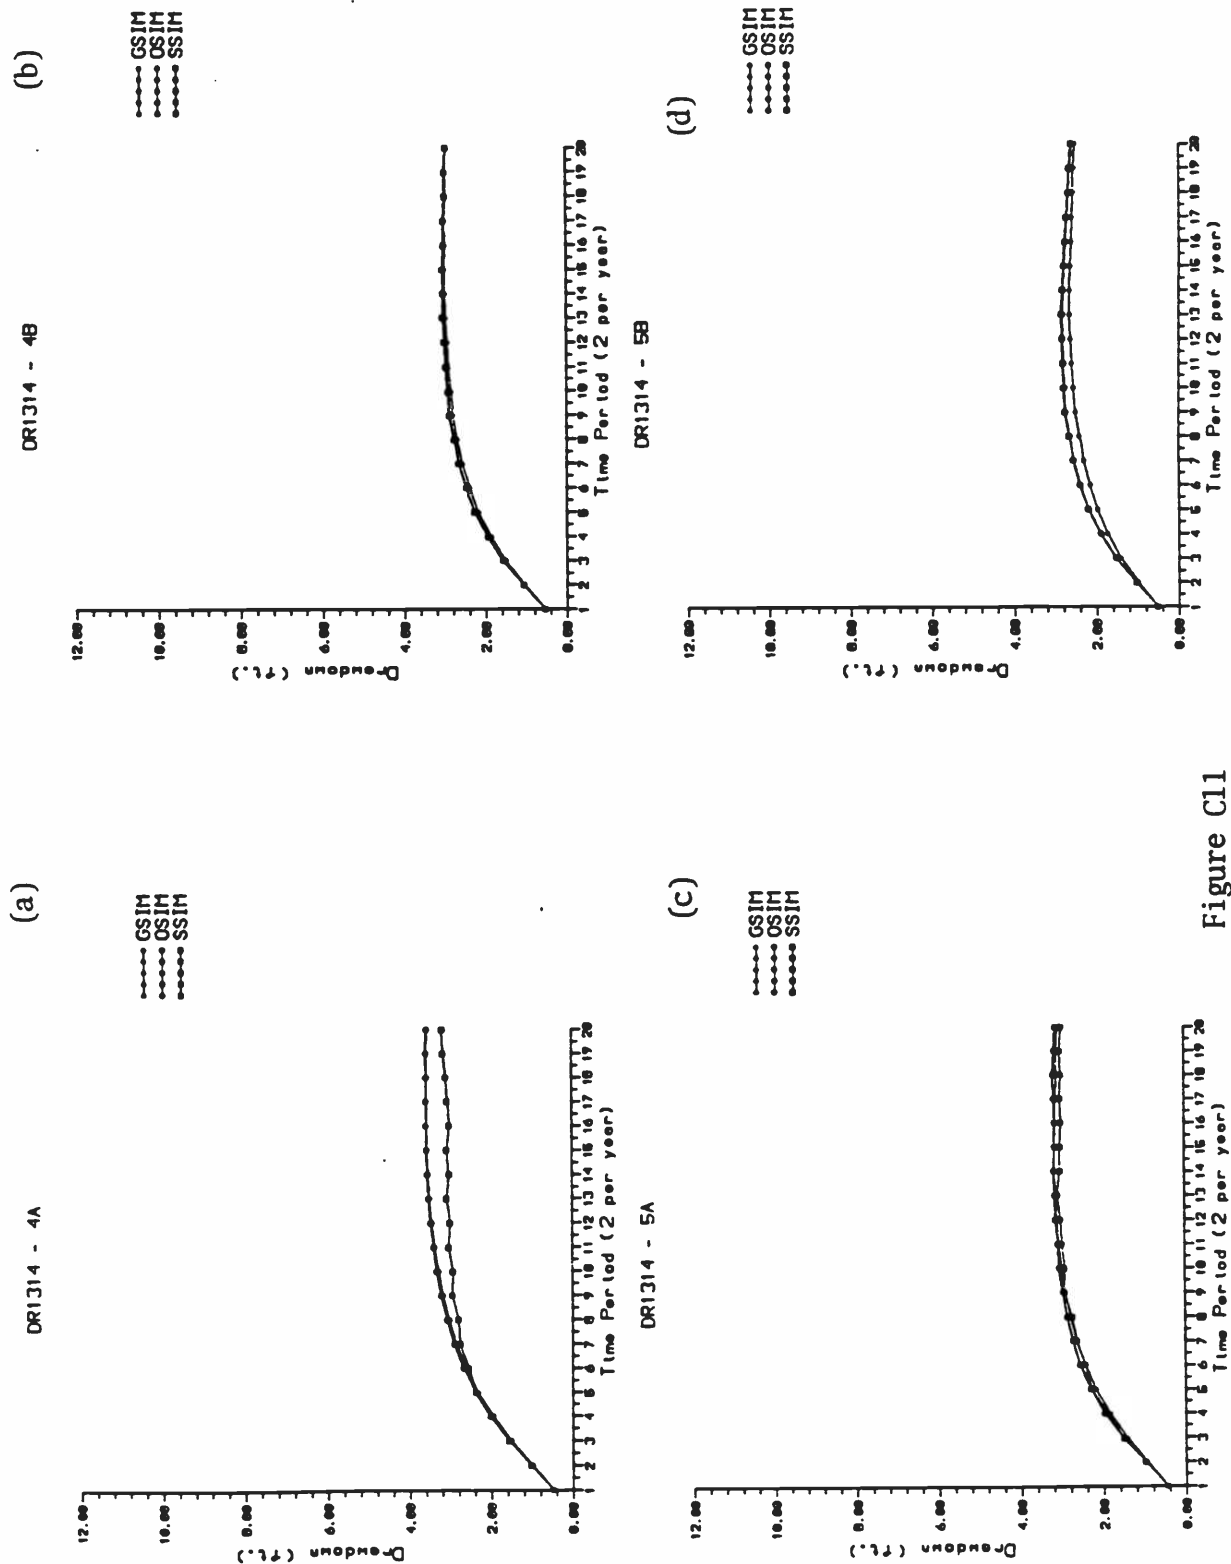 (a)
DR1314 - 4A
GSIM
OSIM
SSIM
12.00
10.00
8.00
6.00
4.00
2.00
0.00
Drawdown (ft.)
1 2 3 4 5 6 7 8 9 10 11 12 13 14 15 16 17 18 19 20
Time Period (2 per year)
(b)
DR1314 - 4B
GSIM
OSIM
SSIM
12.00
10.00
8.00
6.00
4.00
2.00
0.00
Drawdown (ft.)
1 2 3 4 5 6 7 8 9 10 11 12 13 14 15 16 17 18 19 20
Time Period (2 per year)
(c)
DR1314 - 5A
GSIM
OSIM
SSIM
12.00
10.00
8.00
6.00
4.00
2.00
0.00
Drawdown (ft.)
1 2 3 4 5 6 7 8 9 10 11 12 13 14 15 16 17 18 19 20
Time Period (2 per year)
(d)
DR1314 - 5B
GSIM
OSIM
SSIM
12.00
10.00
8.00
6.00
4.00
2.00
0.00
Drawdown (ft.)
1 2 3 4 5 6 7 8 9 10 11 12 13 14 15 16 17 18 19 20
Time Period (2 per year)
Figure C11